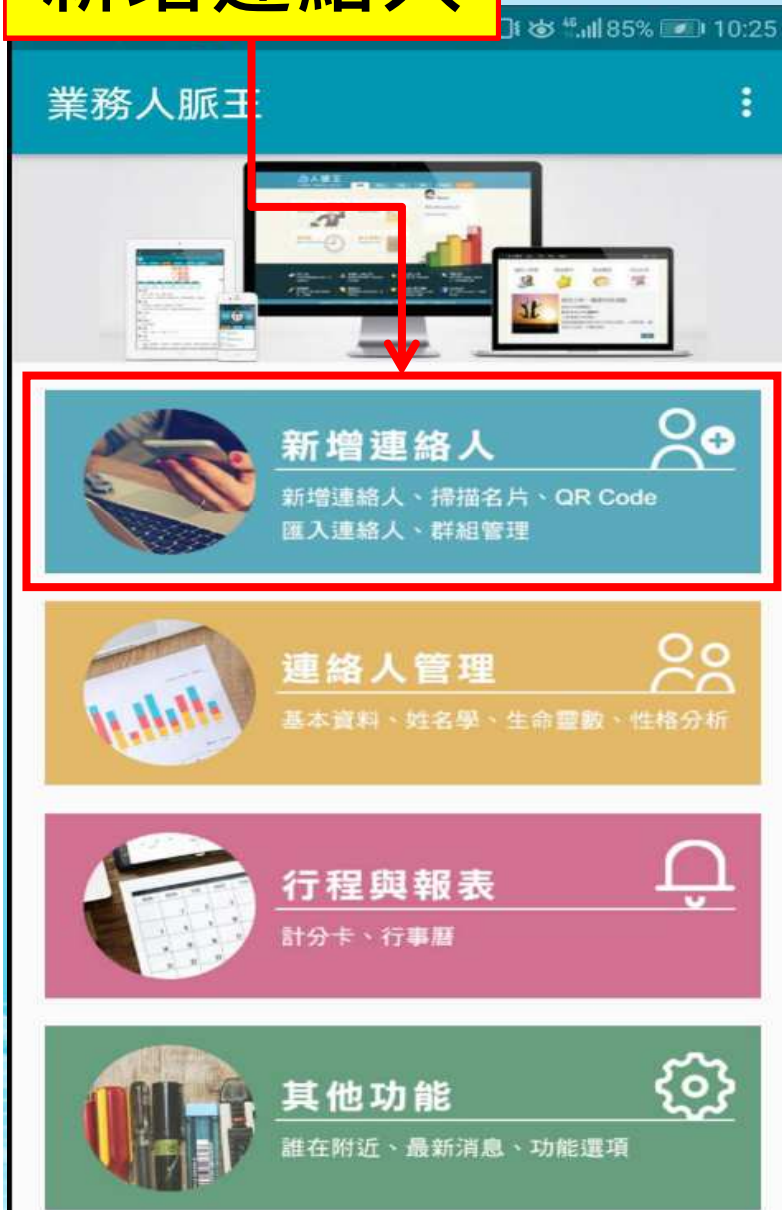 新增連絡人
4G 85% 10:25
業務人脈王
新增連絡人
新增連絡人、掃描名片、QR Code
匯入連絡人、群組管理
連絡人管理
基本資料、姓名學、生命靈數、性格分析
行程與報表
計分卡、行事曆
其他功能
誰在附近、最新消息、功能選項